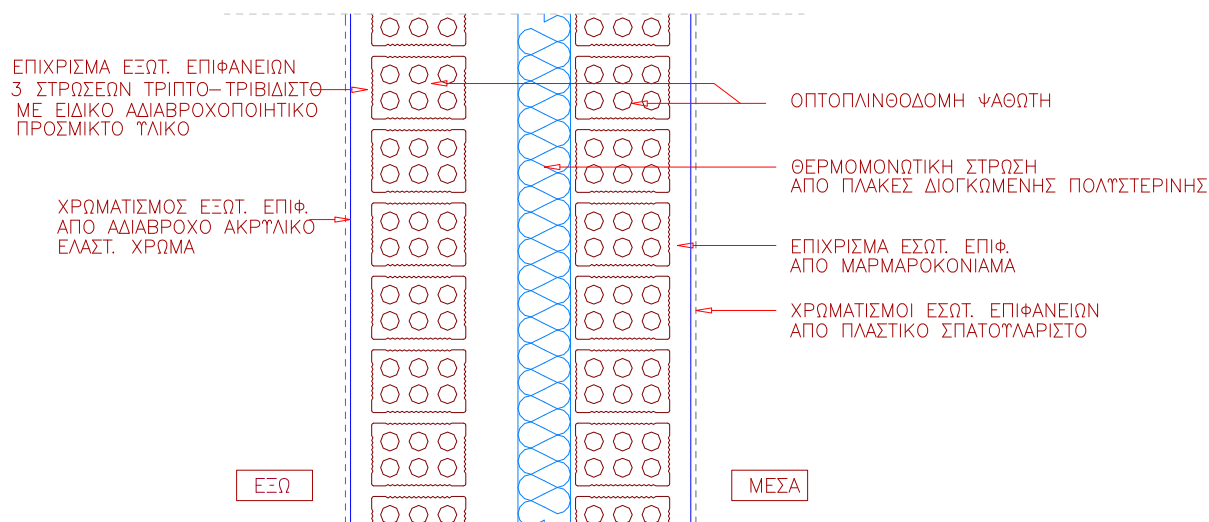 ΕΠΙΧΡΙΣΜΑ ΕΞΩΤ. ΕΠΙΦΑΝΕΙΩΝ
3 ΣΤΡΩΣΕΩΝ ΤΡΙΠΤΟ-ΤΡΙΒΙΔΙΣΤΟ
ΜΕ ΕΙΔΙΚΟ ΑΔΙΑΒΡΟΧΟΠΟΙΗΤΙΚΟ
ΠΡΟΣΜΙΚΤΟ ΥΛΙΚΟ
ΧΡΩΜΑΤΙΣΜΟΣ ΕΞΩΤ. ΕΠΙΦ.
ΑΠΟ ΑΔΙΑΒΡΟΧΟ ΑΚΡΥΛΙΚΟ
ΕΛΑΣΤ. ΧΡΩΜΑ
ΟΠΤΟΠΛΙΝΘΟΔΟΜΗ ΨΑΘΩΤΗ
ΘΕΡΜΟΜΟΝΩΤΙΚΗ ΣΤΡΩΣΗ
ΑΠΟ ΠΛΑΚΕΣ ΔΙΟΓΚΩΜΕΝΗΣ ΠΟΛΥΣΤΕΡΙΝΗΣ
ΕΠΙΧΡΙΣΜΑ ΕΣΩΤ. ΕΠΙΦ.
ΑΠΟ ΜΑΡΜΑΡΟΚΟΝΙΑΜΑ
ΧΡΩΜΑΤΙΣΜΟΙ ΕΣΩΤ. ΕΠΙΦΑΝΕΙΩΝ
ΑΠΟ ΠΛΑΣΤΙΚΟ ΣΠΑΤΟΥΛΑΡΙΣΤΟ
ΕΞΩ
ΜΕΣΑ